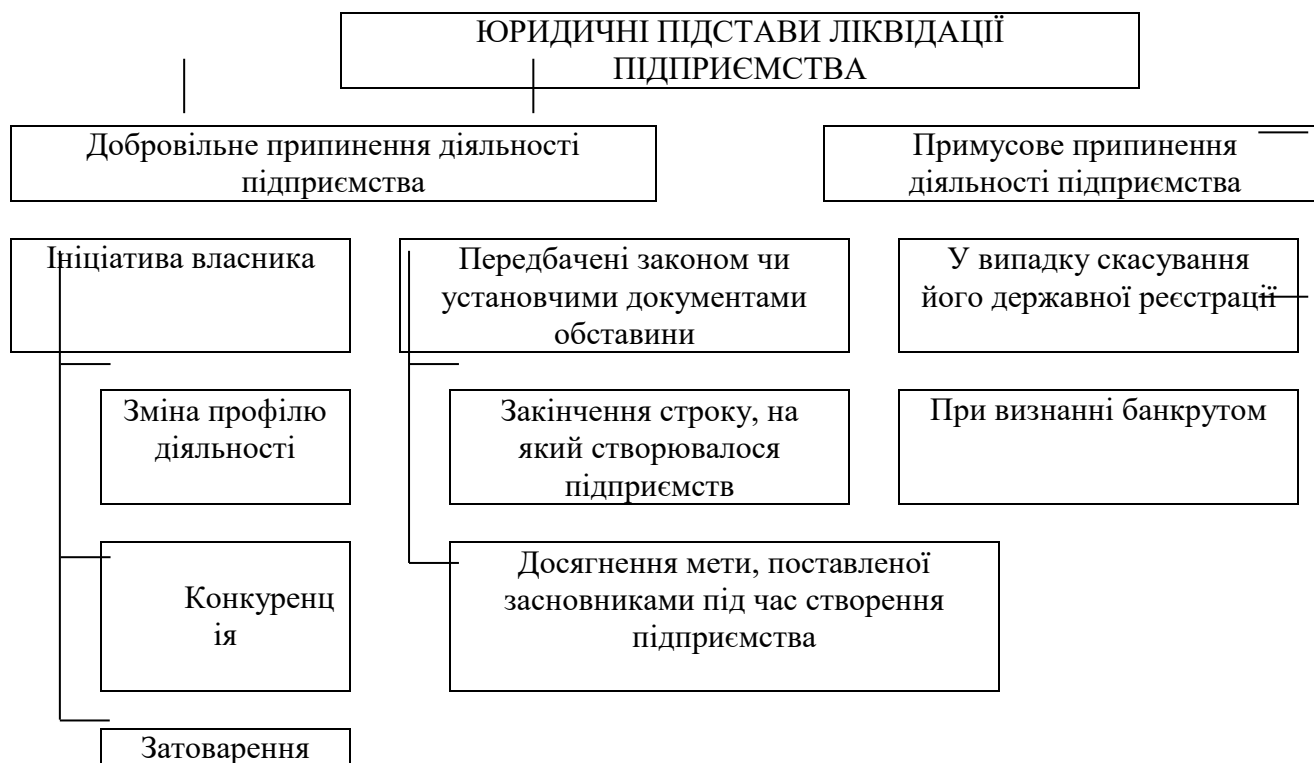 ЮРИДИЧНІ ПІДСТАВИ ЛІКВІДАЦІЇ
ПІДПРИЄМСТВА
Добровільне припинення діяльності
підприємства
Примусове припинення
діяльності підприємства
Ініціатива власника
Передбачені законом чи
установчими документами
обставини
У випадку скасування
його державної реєстрації
Зміна профілю
діяльності
Закінчення строку, на
який створювалося
підприємств
При визнанні банкрутом
Конкуренц
ія
Досягнення мети, поставленої
засновниками під час створення
підприємства
Затоварення